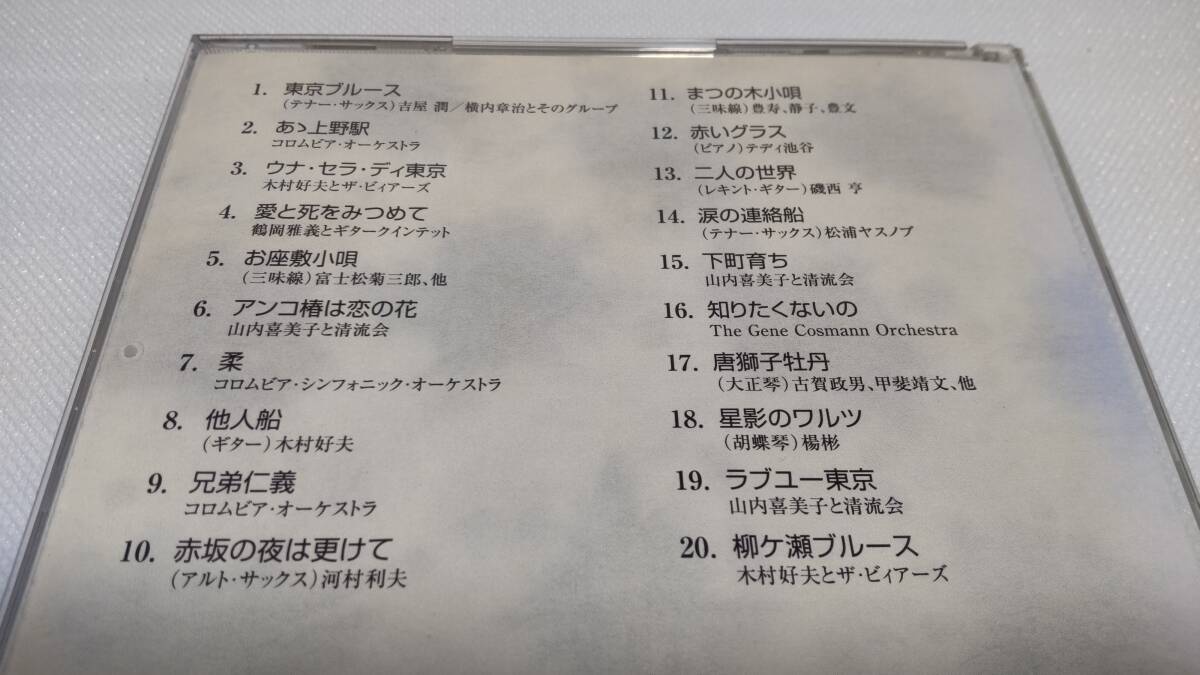 1. 東京ブルース
(テナー・サックス)吉屋 潤/横内章治とそのグループ
2. あゝ上野駅
コロムビア・オーケストラ
3. ウナ・セラ・ディ東京
木村好夫とザ・ビィアーズ
4. 愛と死をみつめて
鶴岡雅義とギタークインテット
5. お座敷小唄
(三味線)富士松菊三郎、他
6. アンコ椿は恋の花
山内喜美子と清流会
7. 柔
コロムビア・シンフォニック・オーケストラ
8. 他人船
(ギター)木村好夫
9. 兄弟仁義
コロムビア・オーケストラ
10. 赤坂の夜は更けて
(アルト・サックス)河村利夫
11. まつの木小唄
(三味線)豊寿、静子、豊文
12. 赤いグラス
(ピアノ)テディ池谷
13. 二人の世界
(レキント・ギター)磯西 亨
14. 涙の連絡船
(テナー・サックス)松浦ヤスノブ
15. 下町育ち
山内喜美子と清流会
16. 知りたくないの
The Gene Cosmann Orchestra
17. 唐獅子牡丹
(大正琴)古賀政男、甲斐靖文、他
18. 星影のワルツ
(胡蝶琴)楊彬
19. ラブユー東京
山内喜美子と清流会
20. 柳ケ瀬ブルース
木村好夫とザ・ビィアーズ